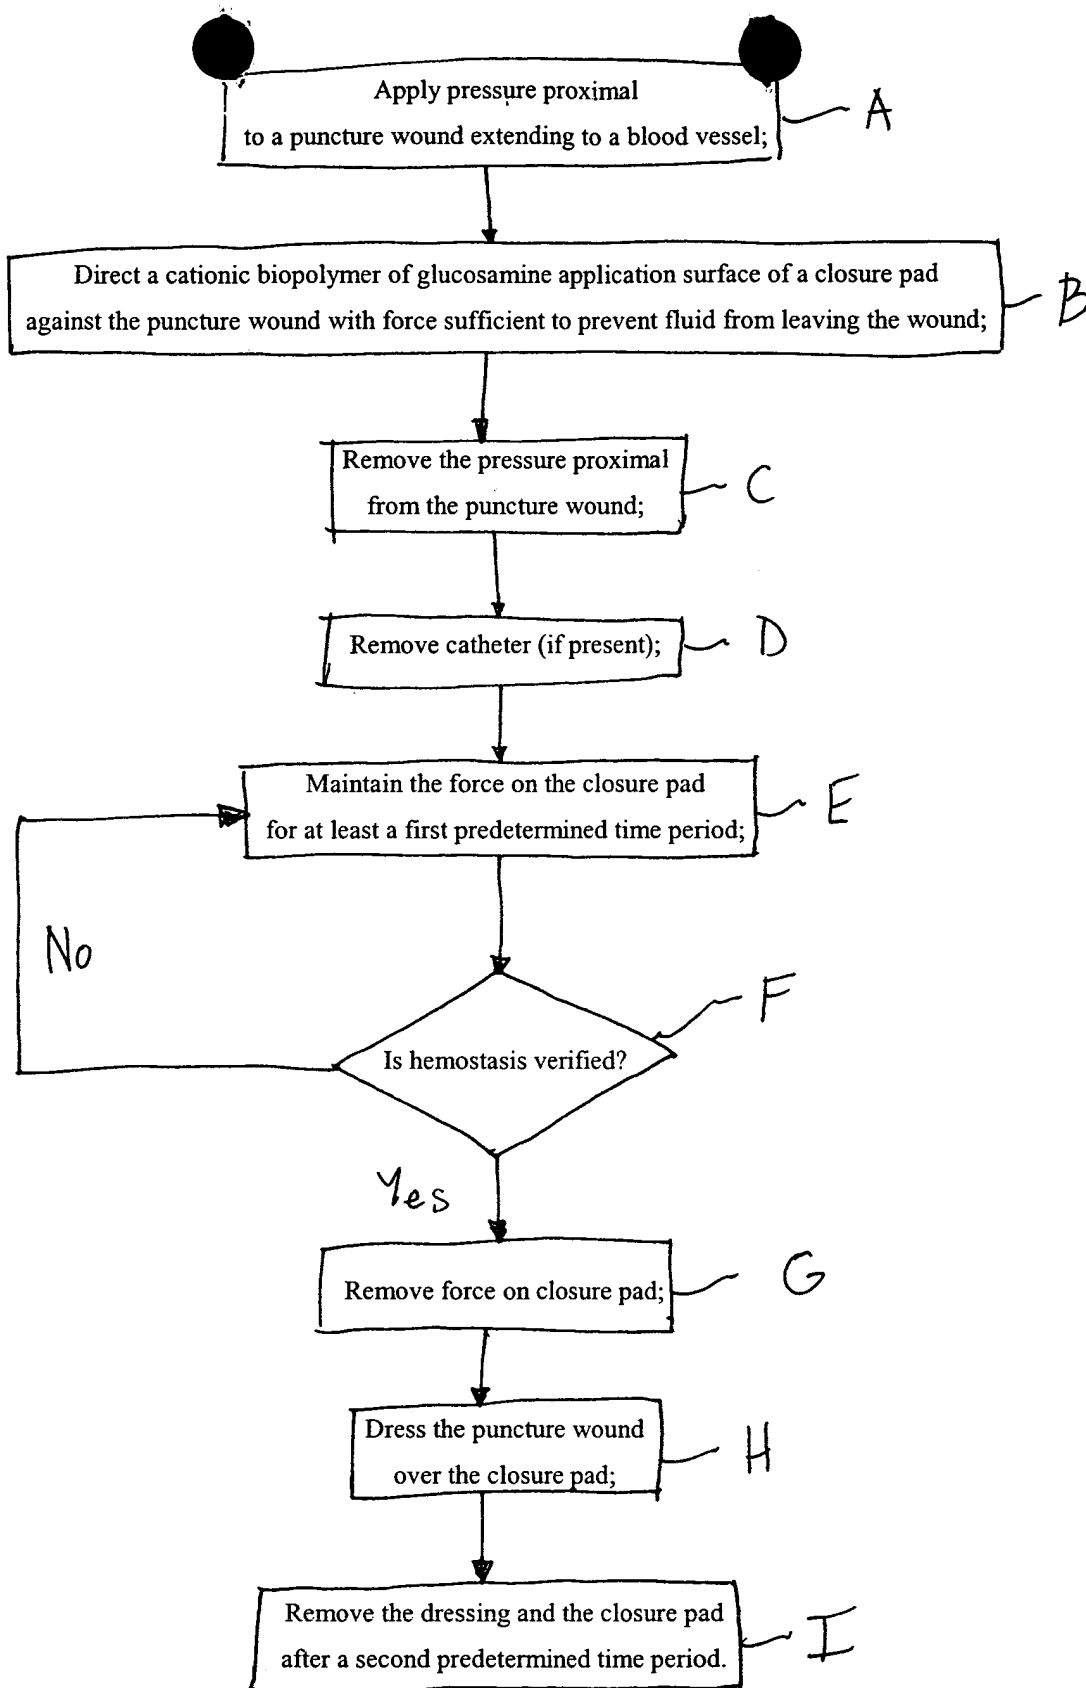 Apply pressure proximal
to a puncture wound extending to a blood vessel;
A
Direct a cationic biopolymer of glucosamine application surface of a closure pad
against the puncture wound with force sufficient to prevent fluid from leaving the wound;
B
Remove the pressure proximal
from the puncture wound;
C
Remove catheter (if present);
D
Maintain the force on the closure pad
for at least a first predetermined time period;
E
No
Is hemostasis verified?
F
Yes
Remove force on closure pad;
G
Dress the puncture wound
over the closure pad;
H
Remove the dressing and the closure pad
after a second predetermined time period.
I